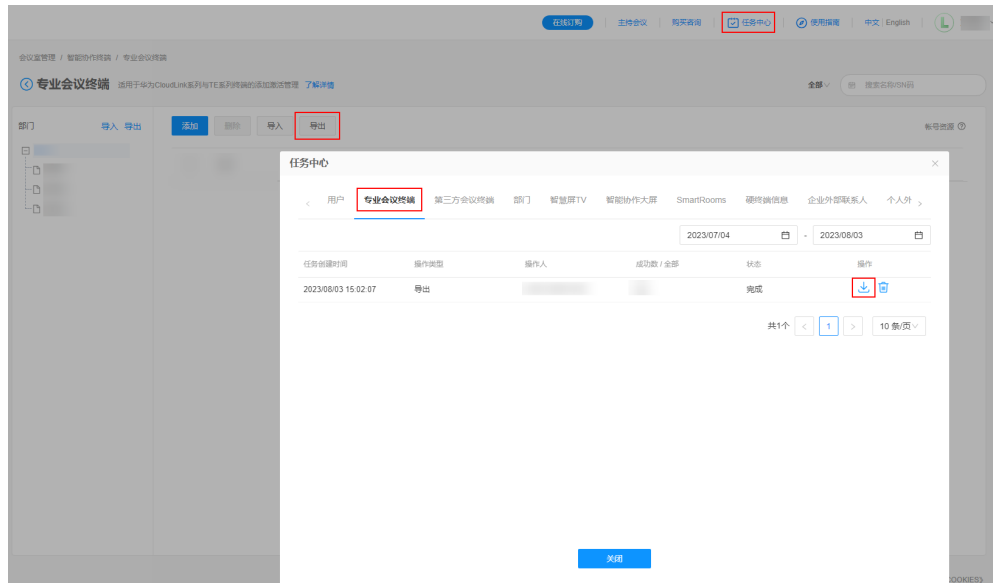 在线订购 主持会议 购买咨询 任务中心 使用指南 中文 English L
会议室管理 / 智能协作终端 / 专业会议终端
专业会议终端 适用于华为CloudLink系列与TE系列终端的添加激活管理 了解详情 全部 搜索名称/SN码
部门 导入 导出 添加 删除 导入 导出 帐号资源
任务中心
用户 专业会议终端 第三方会议终端 部门 智慧屏TV 智能协作大屏 SmartRooms 硬终端信息 企业外部联系人 个人外
2023/07/04 - 2023/08/03
任务创建时间 操作类型 操作人 成功数 / 全部 状态 操作
2023/08/03 15:02:07 导出 完成
共1个 < 1 > 10 条/页
关闭
OOKIES3